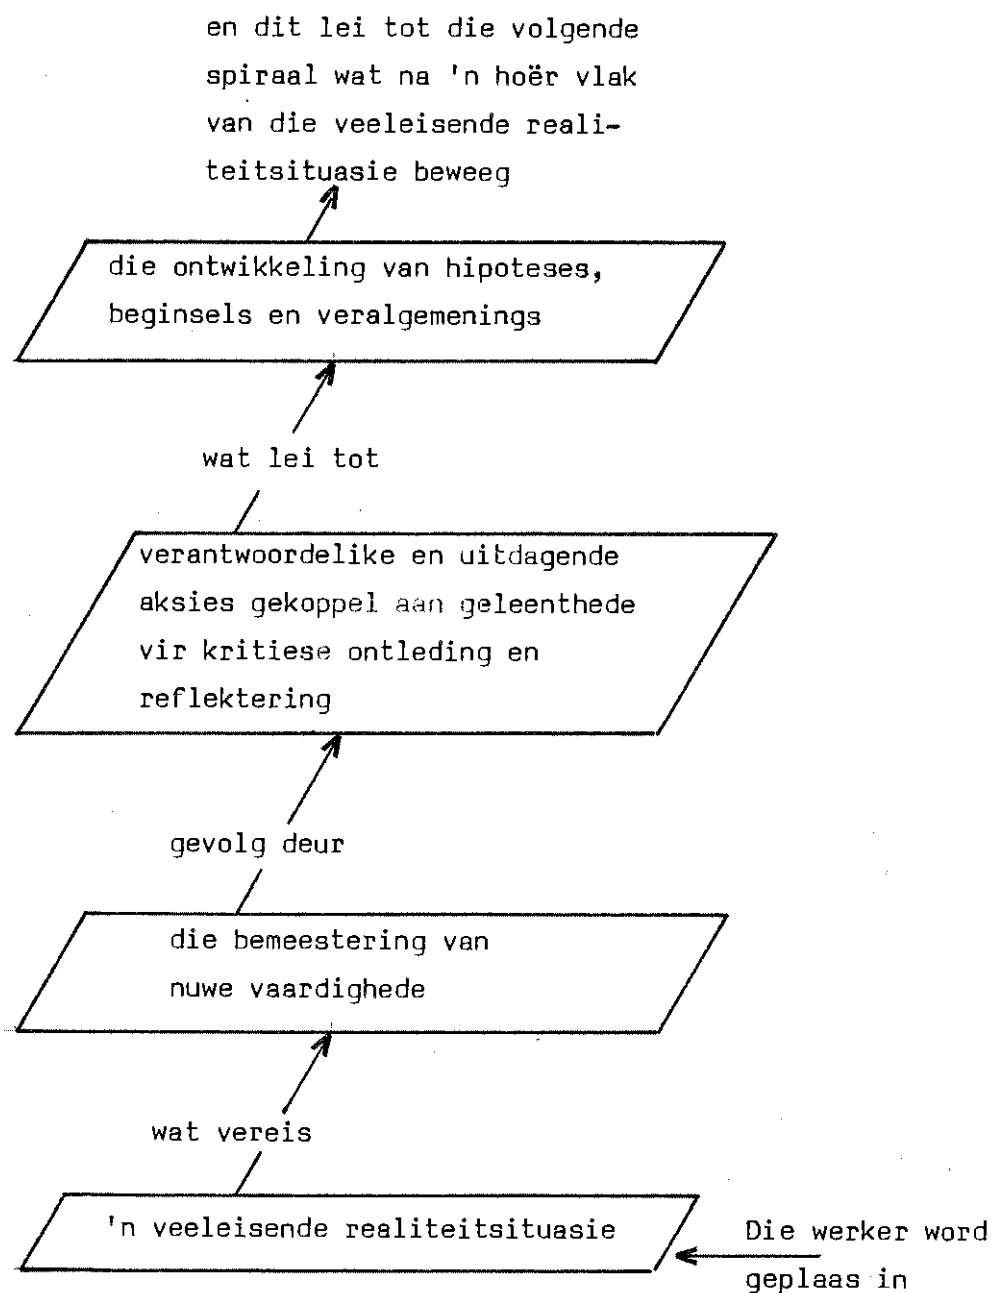 en dit lei tot die volgende
spiraal wat na 'n hoër vlak
van die veeleisende reali-
teitsituasie beweeg
die ontwikkeling van hipoteses,
beginsels en veralgemenings
wat lei tot
verantwoordelike en uitdagende
aksies gekoppel aan geleenthede
vir kritiese ontleding en
reflektering
gevolg deur
die bemeestering van
nuwe vaardighede
wat vereis
'n veeleisende realiteitsituasie
Die werker word
geplaas in